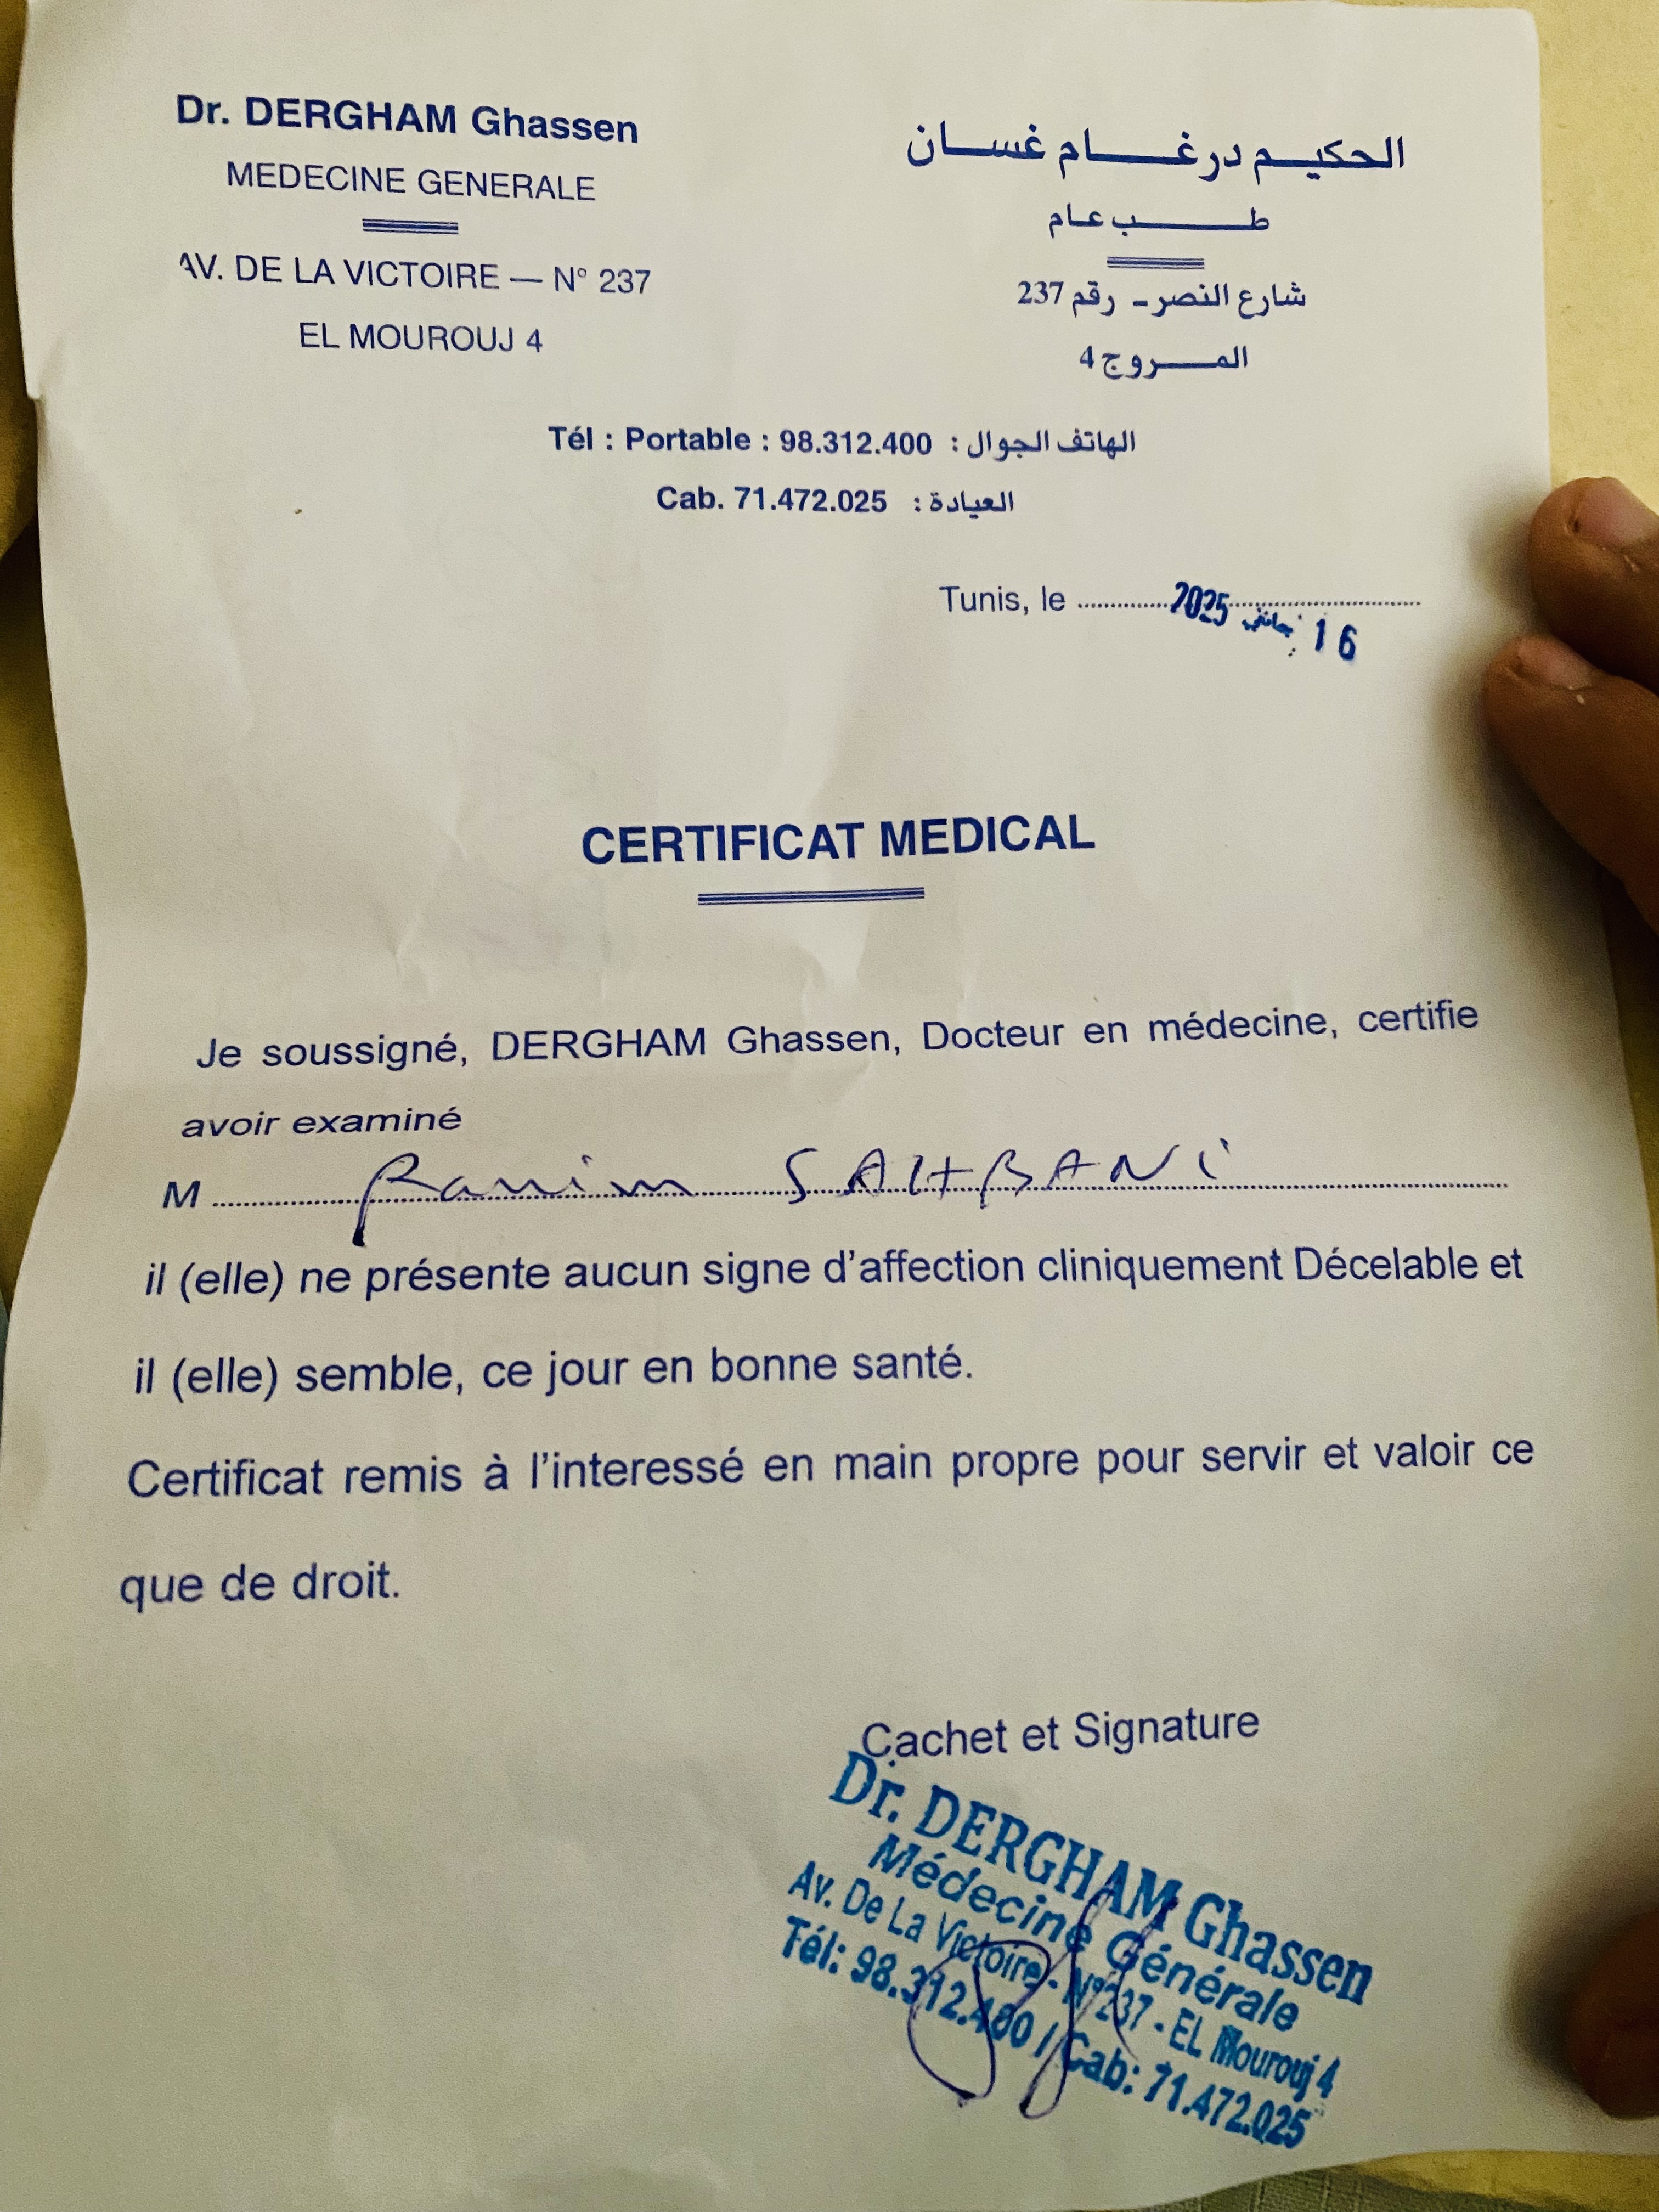 Dr. DERGHAM Ghassen
MEDECINE GENERALE
AV. DE LA VICTOIRE — N° 237
EL MOUROUJ 4
الحكيم درغام غسان
طب عام
شارع النصر - رقم 237
المروج 4
Tél : Portable : 98.312.400 : الهاتف الجوال
Cab. 71.472.025 : العيادة
Tunis, le 16 جانفي 2025
CERTIFICAT MEDICAL
Je soussigné, DERGHAM Ghassen, Docteur en médecine, certifie
avoir examiné
M Ranim SAHBANI
il (elle) ne présente aucun signe d'affection cliniquement Décelable et
il (elle) semble, ce jour en bonne santé.
Certificat remis à l'interessé en main propre pour servir et valoir ce
que de droit.
Cachet et Signature
Dr. DERGHAM Ghassen
Médecine Générale
Av. De La Victoire - N°237 - EL Mourouj 4
Tél: 98.312.400 / Cab: 71.472.025